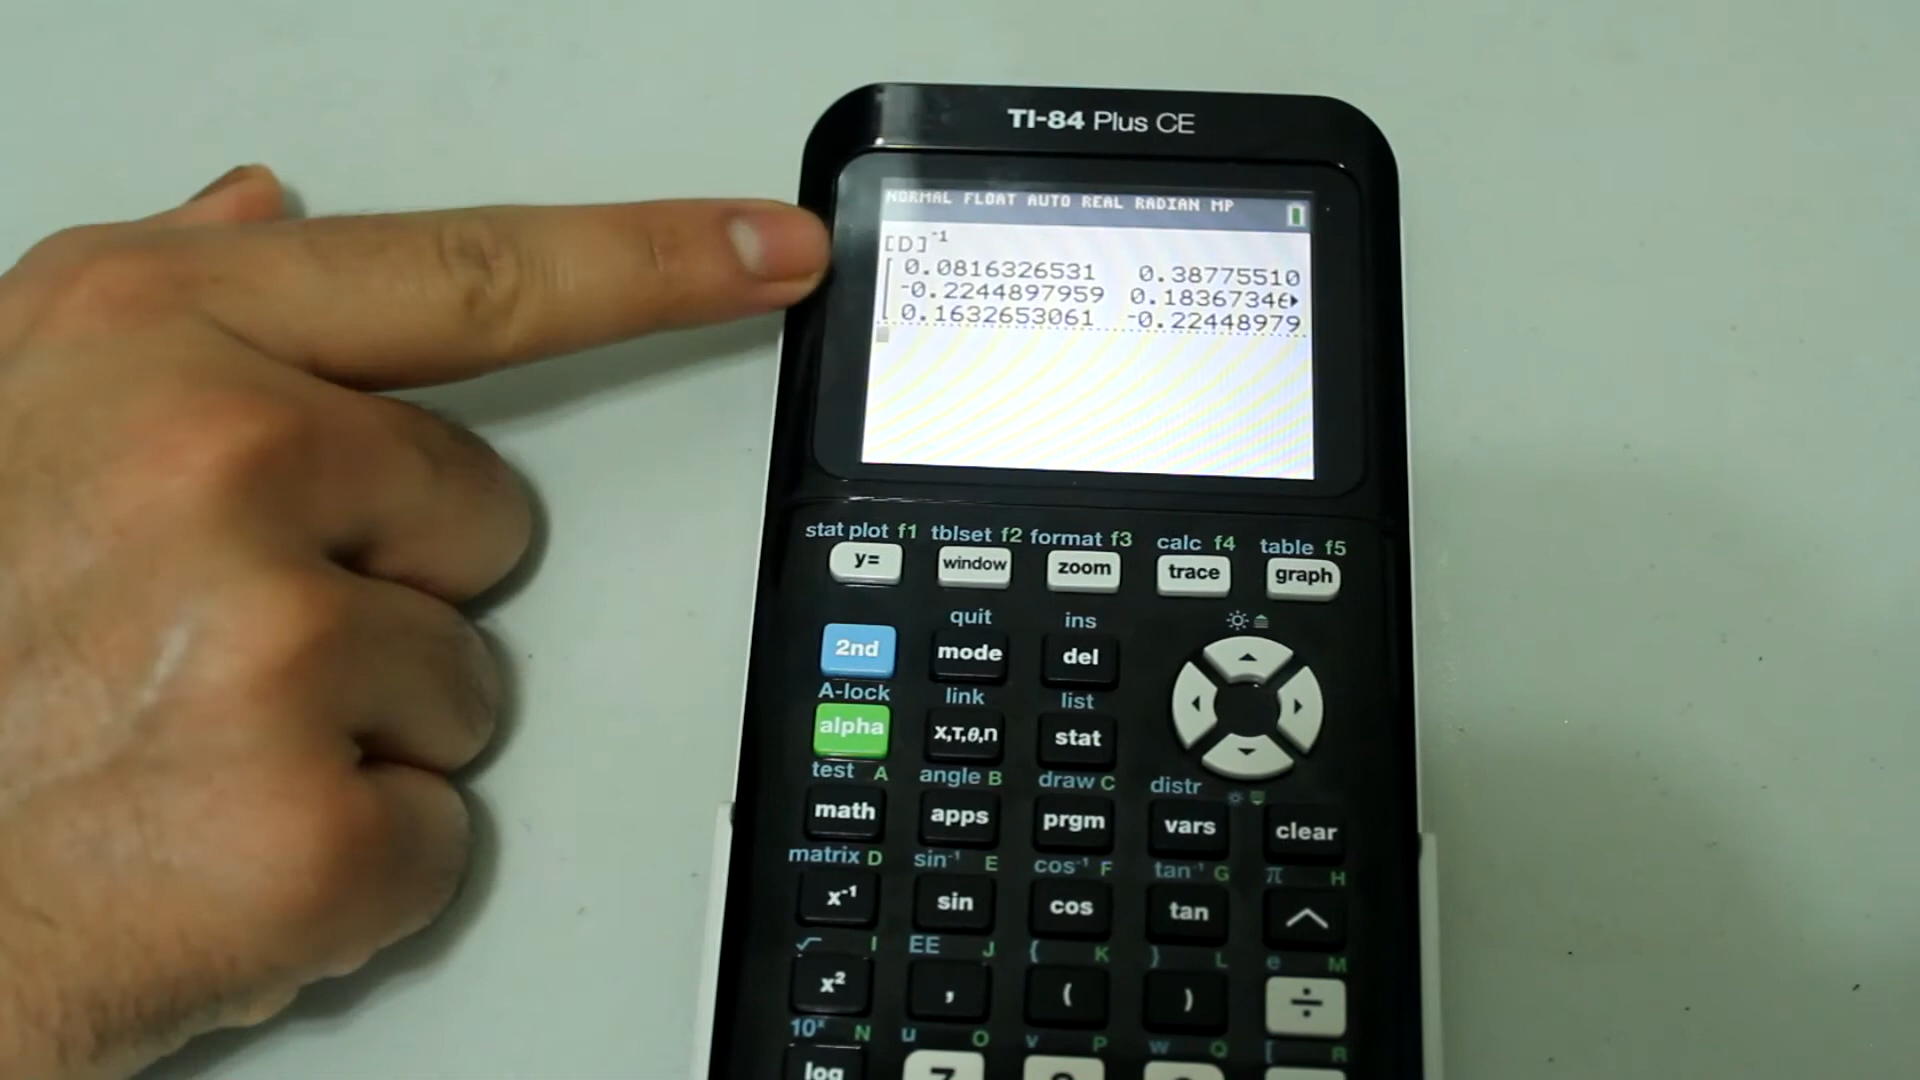 TI-84 Plus CE
NORMAL FLOAT AUTO REAL RADIAN MP
[D]⁻¹
0.0816326531 0.38775510
-0.2244897959 0.1836734
0.1632653061 -0.22448979
stat plot f1 tblset f2 format f3 calc f4 table f5
y= window zoom trace graph
quit ins
2nd mode del
A-lock link list
alpha X,T,θ,n stat
test A angle B draw C distr
math apps prgm vars clear
matrix D sin⁻¹ E cos⁻¹ F tan⁻¹ G π H
x⁻¹ sin cos tan ^
√ I EE J { K } L e M
x² , ( ) ÷
10ˣ N u O v P w Q [ R
log